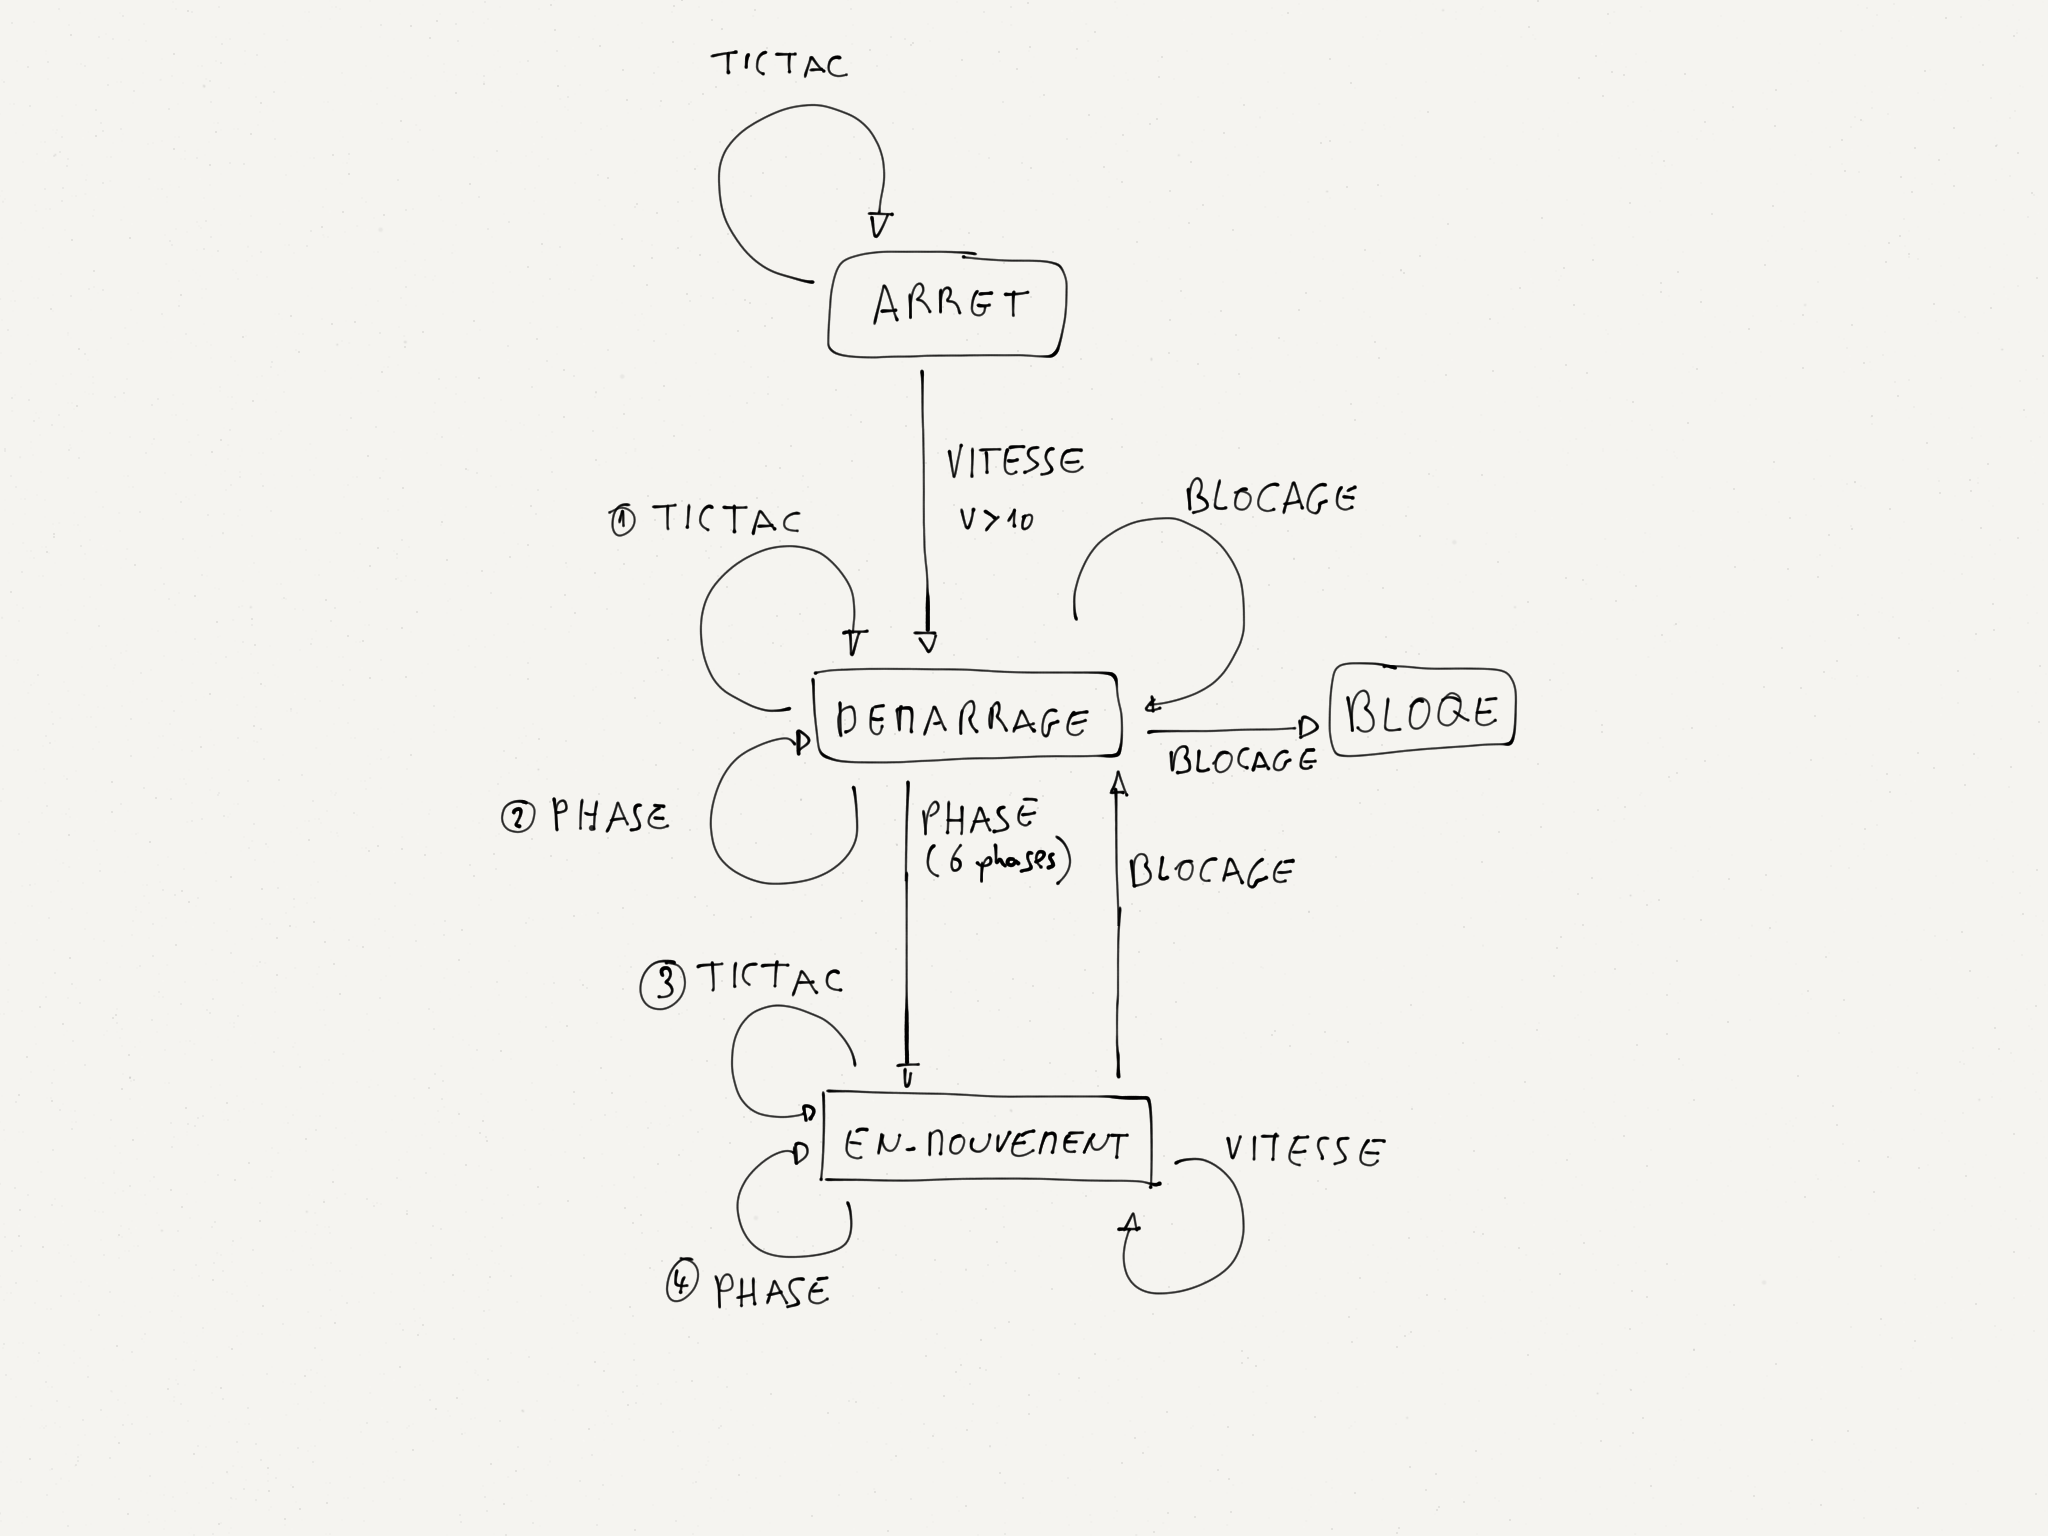 TICTAC
ARRET
VITESSE
V>10
BLOCAGE
① TICTAC
DEMARRAGE
BLOQE
BLOCAGE
② PHASE
PHASE
(6 phases)
BLOCAGE
③ TICTAC
EN-MOUVEMENT
VITESSE
④ PHASE